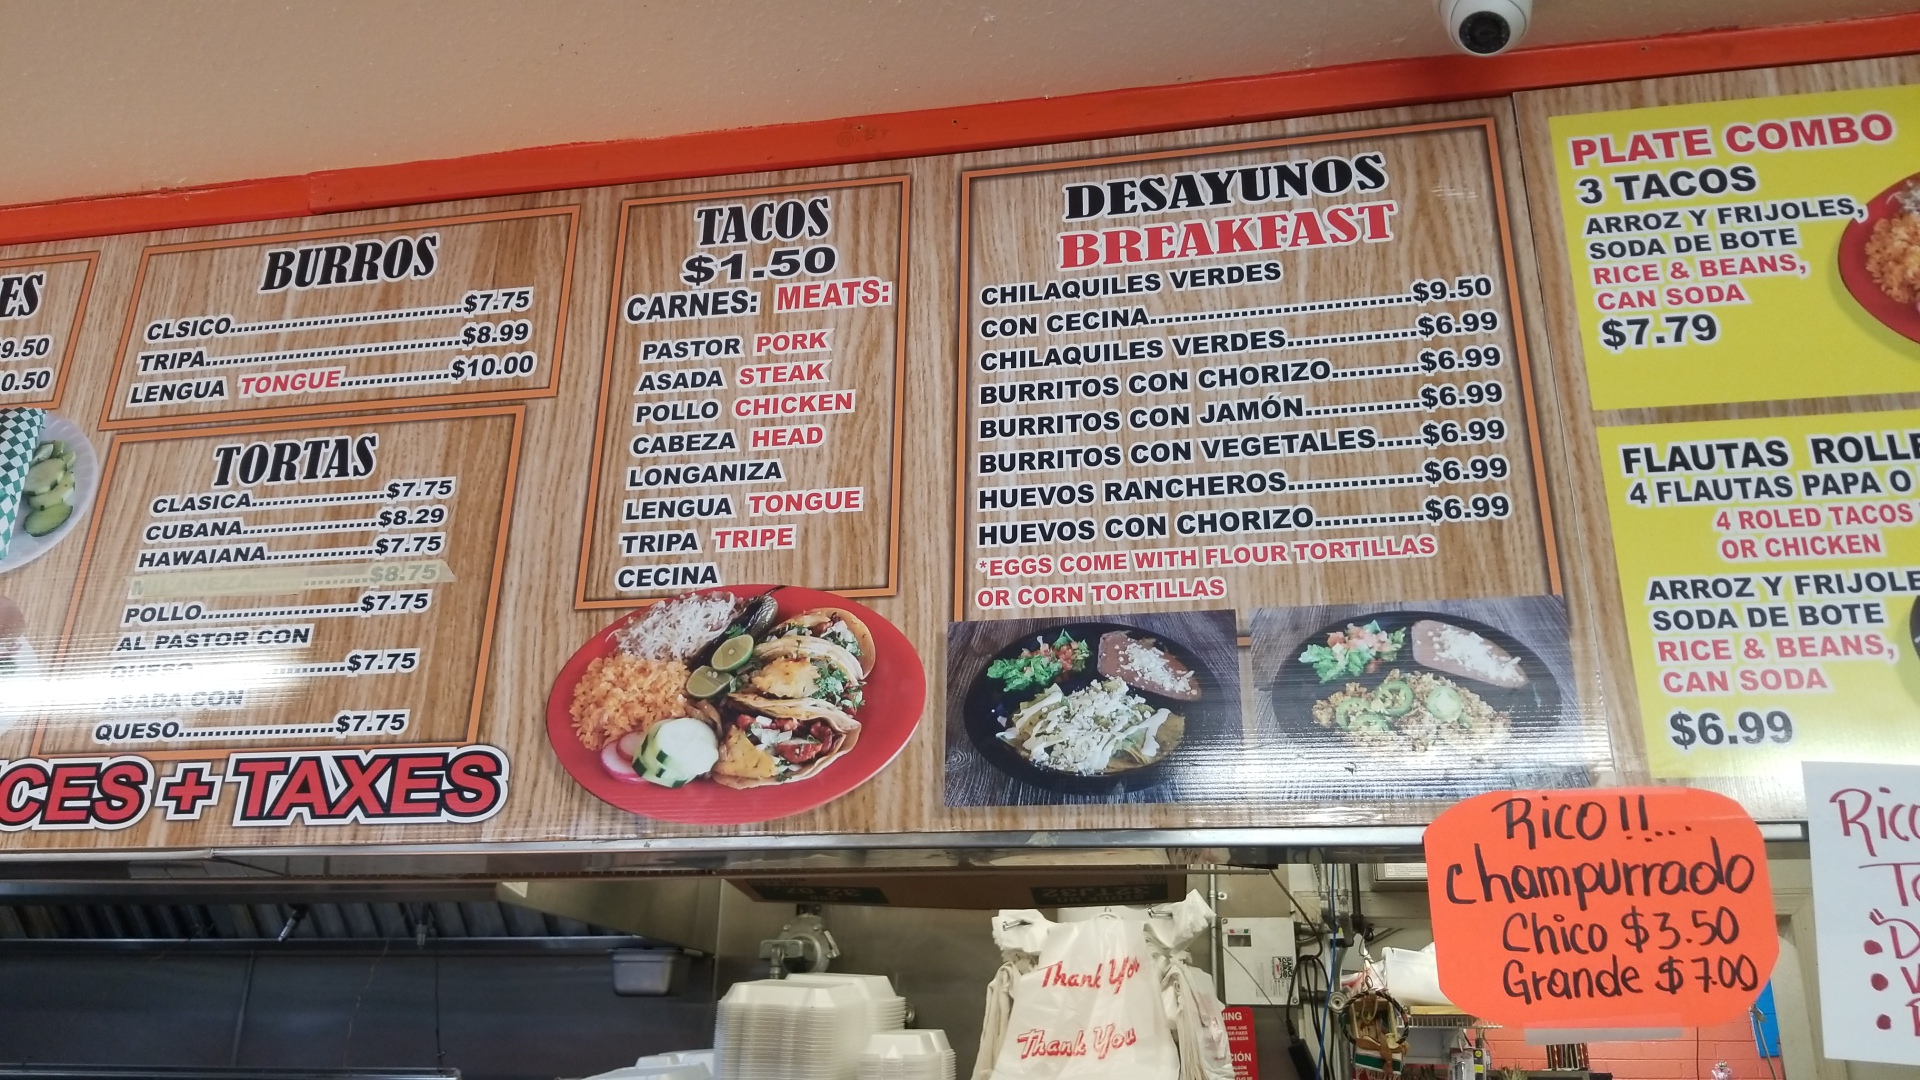 ES
9.50
0.50
BURROS
CLSICO..........$7.75
TRIPA..........$8.99
LENGUA TONGUE..........$10.00
TORTAS
CLASICA..........$7.75
CUBANA..........$8.29
HAWAIANA..........$7.75
$8.75
POLLO..........$7.75
AL PASTOR CON
QUESO..........$7.75
ASADA CON
QUESO..........$7.75
CES + TAXES
TACOS
$1.50
CARNES: MEATS:
PASTOR PORK
ASADA STEAK
POLLO CHICKEN
CABEZA HEAD
LONGANIZA
LENGUA TONGUE
TRIPA TRIPE
CECINA
DESAYUNOS
BREAKFAST
CHILAQUILES VERDES
CON CECINA..........$9.50
CHILAQUILES VERDES..........$6.99
BURRITOS CON CHORIZO..........$6.99
BURRITOS CON JAMÓN..........$6.99
BURRITOS CON VEGETALES.....$6.99
HUEVOS RANCHEROS..........$6.99
HUEVOS CON CHORIZO..........$6.99
*EGGS COME WITH FLOUR TORTILLAS
OR CORN TORTILLAS
PLATE COMBO
3 TACOS
ARROZ Y FRIJOLES,
SODA DE BOTE
RICE & BEANS,
CAN SODA
$7.79
FLAUTAS ROLLE
4 FLAUTAS PAPA O
4 ROLED TACOS
OR CHICKEN
ARROZ Y FRIJOLE
SODA DE BOTE
RICE & BEANS,
CAN SODA
$6.99
Rico!!...
Champurrado
Chico $3.50
Grande $7.00
Rico
Thank You
Thank You